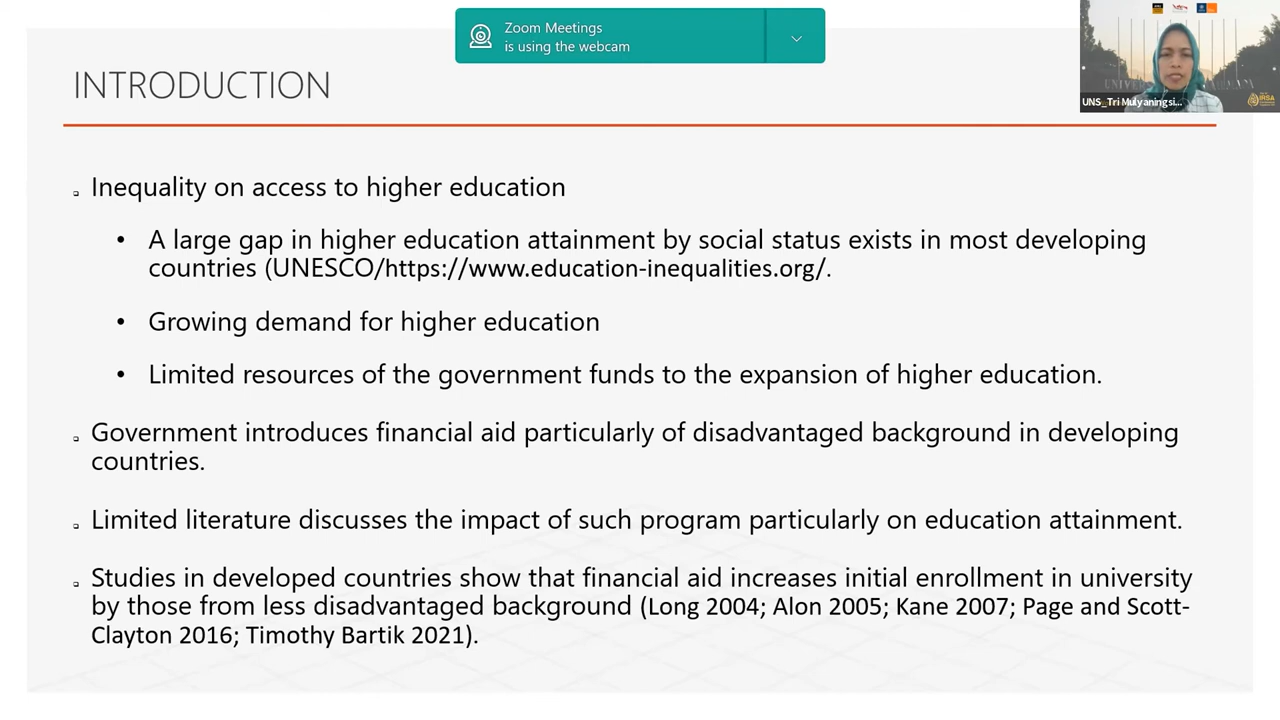 Zoom Meetings
is using the webcam
INTRODUCTION
UNS_Tri Mulyaningsi...
IRSA
Inequality on access to higher education
• A large gap in higher education attainment by social status exists in most developing
countries (UNESCO/https://www.education-inequalities.org/.
• Growing demand for higher education
• Limited resources of the government funds to the expansion of higher education.
Government introduces financial aid particularly of disadvantaged background in developing
countries.
Limited literature discusses the impact of such program particularly on education attainment.
Studies in developed countries show that financial aid increases initial enrollment in university
by those from less disadvantaged background (Long 2004; Alon 2005; Kane 2007; Page and Scott-
Clayton 2016; Timothy Bartik 2021).